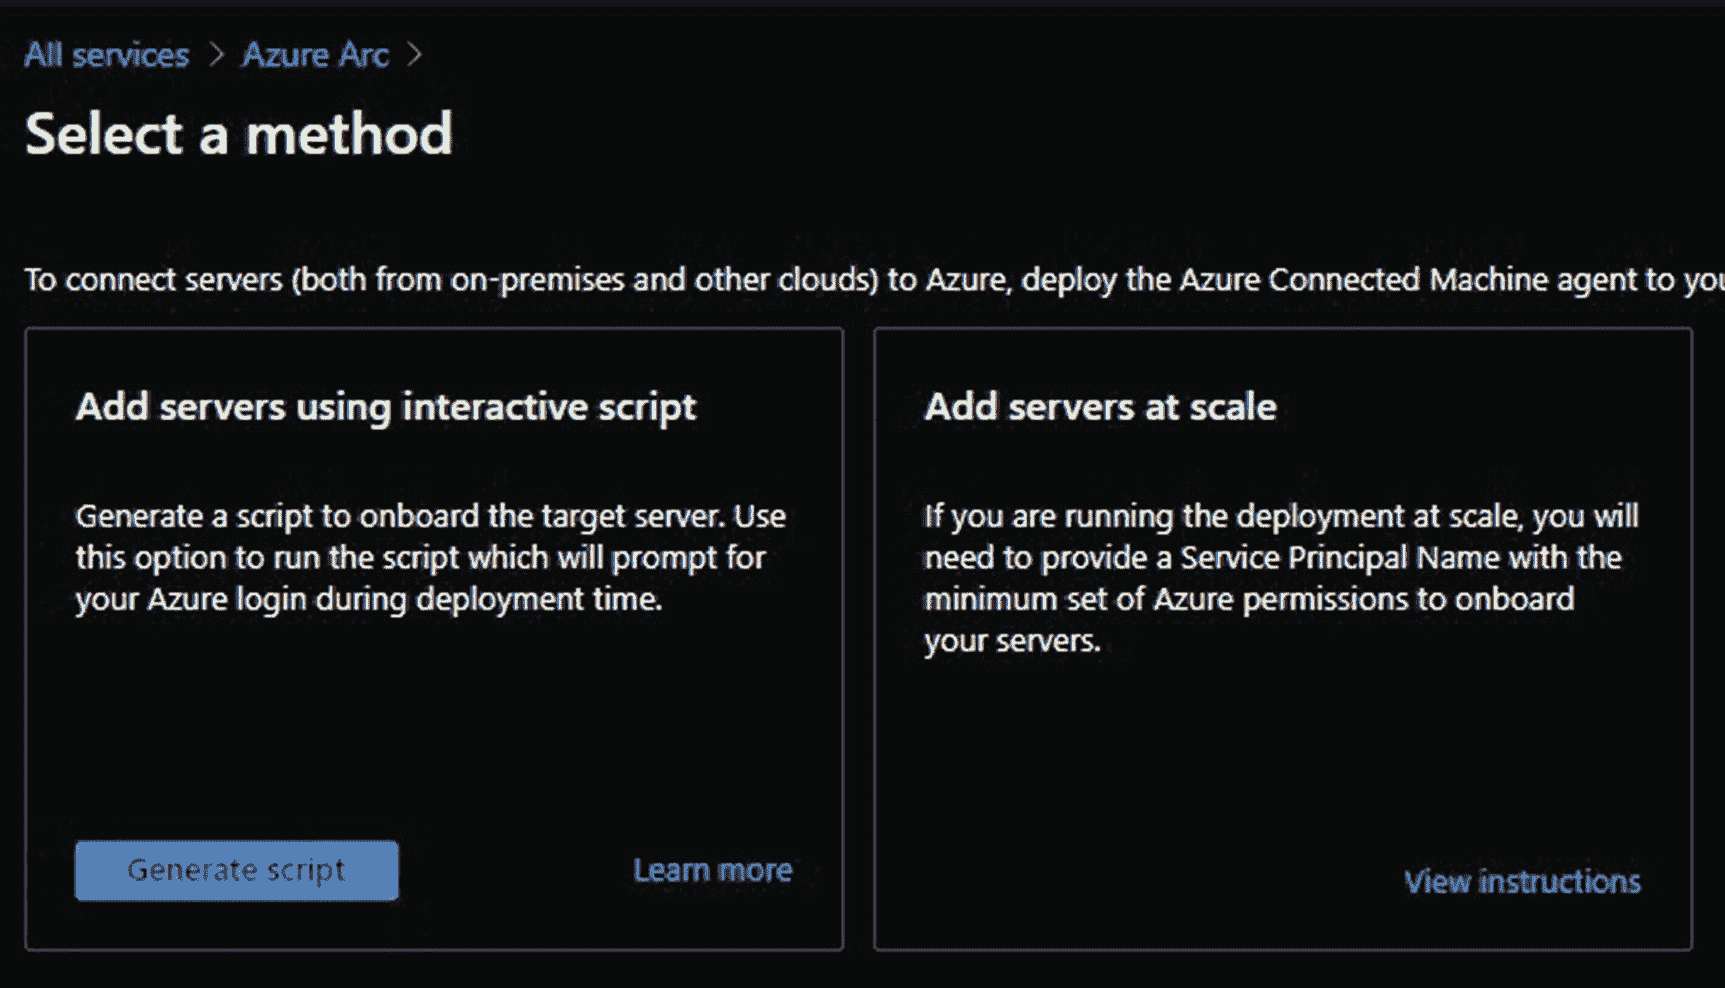 All services > Azure Arc >
Select a method
To connect servers (both from on-premises and other clouds) to Azure, deploy the Azure Connected Machine agent to
Add servers using interactive script
Generate a script to onboard the target server. Use
this option to run the script which will prompt for
your Azure login during deployment time.
Generate script
Learn more
Add servers at scale
If you are running the deployment at scale, you will
need to provide a Service Principal Name with the
minimum set of Azure permissions to onboard
your servers.
View instructions